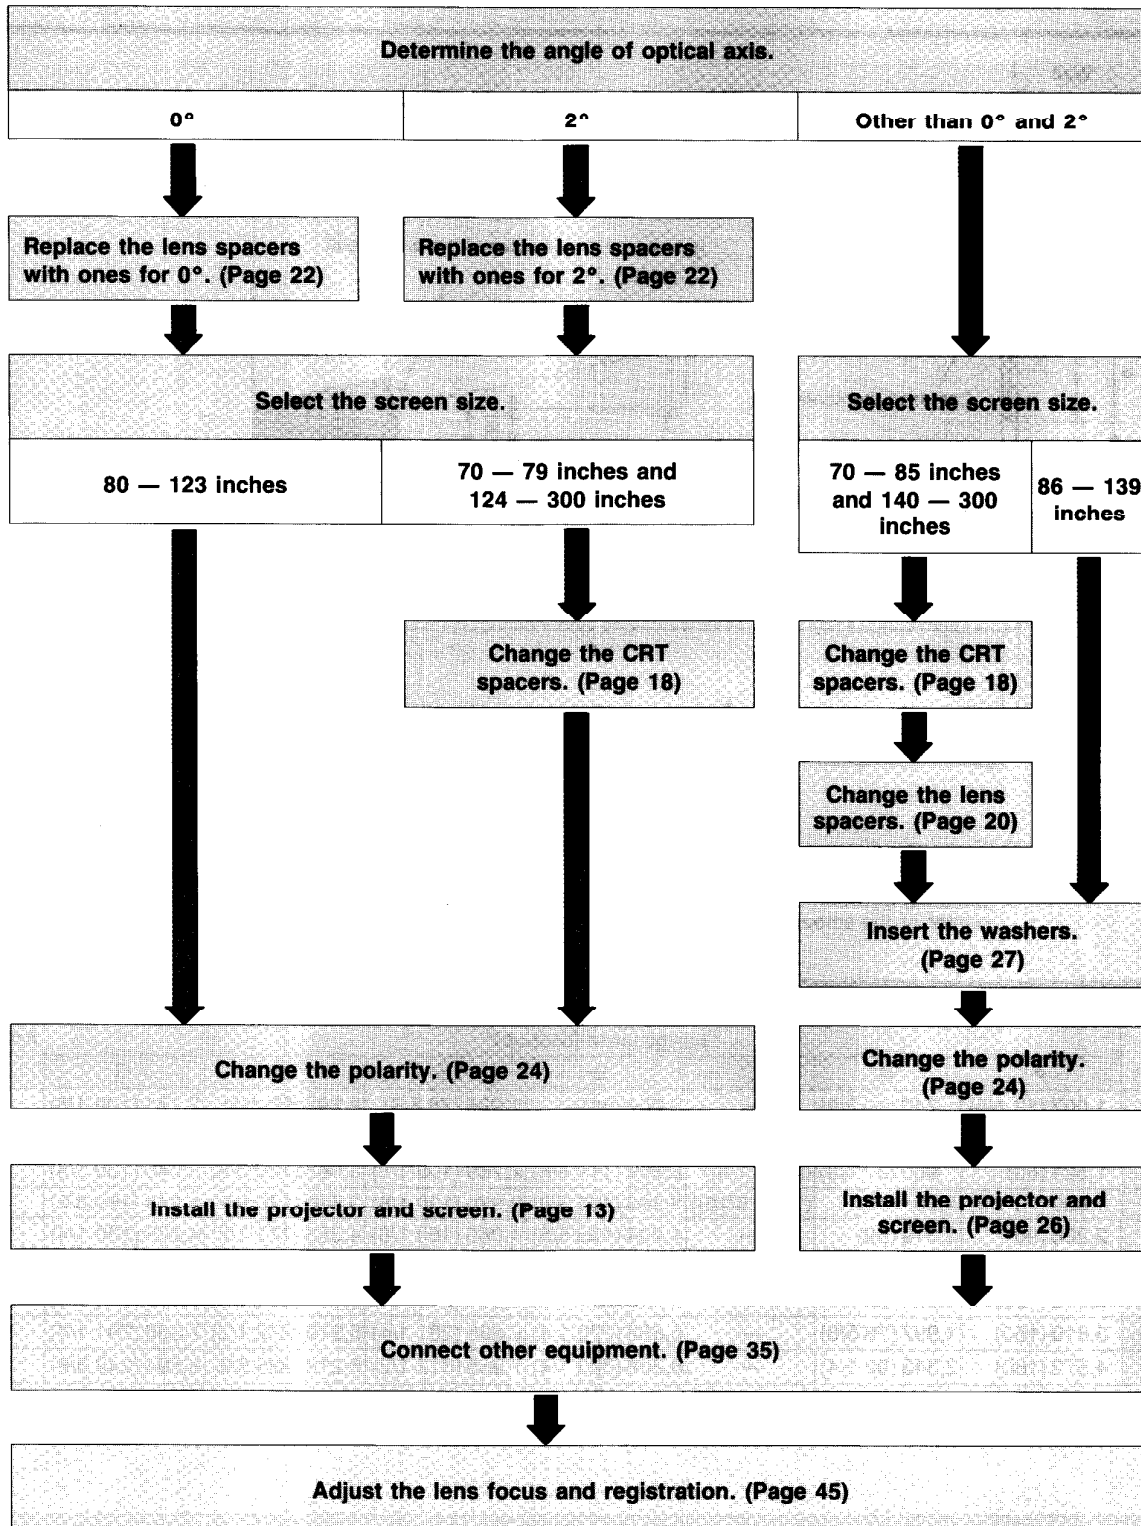 Determine the angle of optical axis.
0°
2°
Other than 0° and 2°
Replace the lens spacers
with ones for 0°. (Page 22)
Replace the lens spacers
with ones for 2°. (Page 22)
Select the screen size.
Select the screen size.
80 — 123 inches
70 — 79 inches and
124 — 300 inches
70 — 85 inches
and 140 — 300
inches
86 — 139
inches
Change the CRT
spacers. (Page 18)
Change the CRT
spacers. (Page 18)
Change the lens
spacers. (Page 20)
Insert the washers.
(Page 27)
Change the polarity. (Page 24)
Change the polarity.
(Page 24)
Install the projector and screen. (Page 13)
Install the projector and
screen. (Page 26)
Connect other equipment. (Page 35)
Adjust the lens focus and registration. (Page 45)